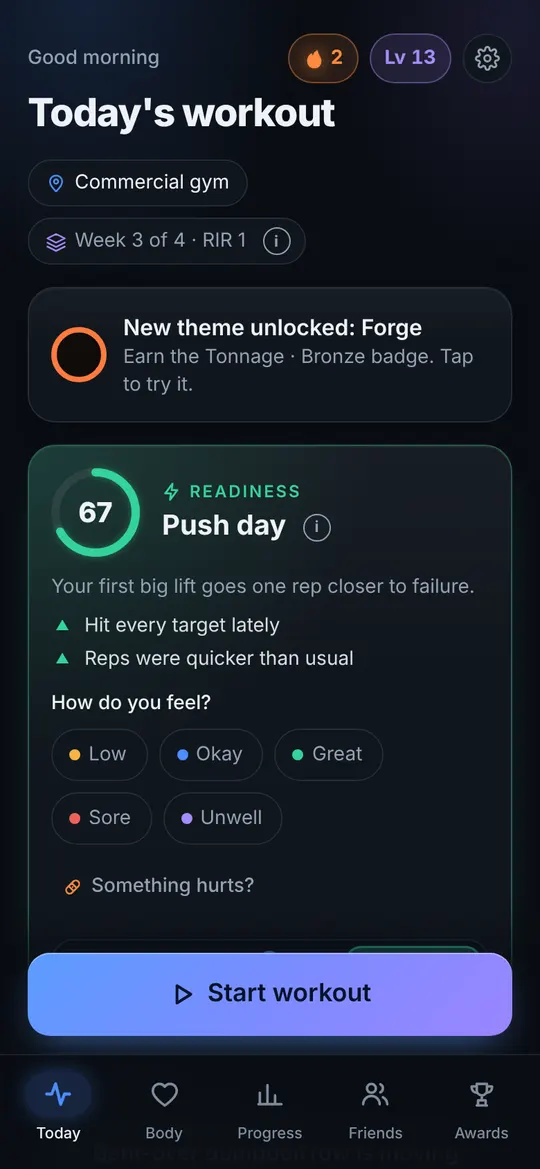 Good morning
2
Lv 13
Today's workout
Commercial gym
Week 3 of 4 · RIR 1
i
New theme unlocked: Forge
Earn the Tonnage · Bronze badge. Tap
to try it.
67
READINESS
Push day
i
Your first big lift goes one rep closer to failure.
Hit every target lately
Reps were quicker than usual
How do you feel?
Low
Okay
Great
Sore
Unwell
Something hurts?
Start workout
Today
Body
Progress
Friends
Awards